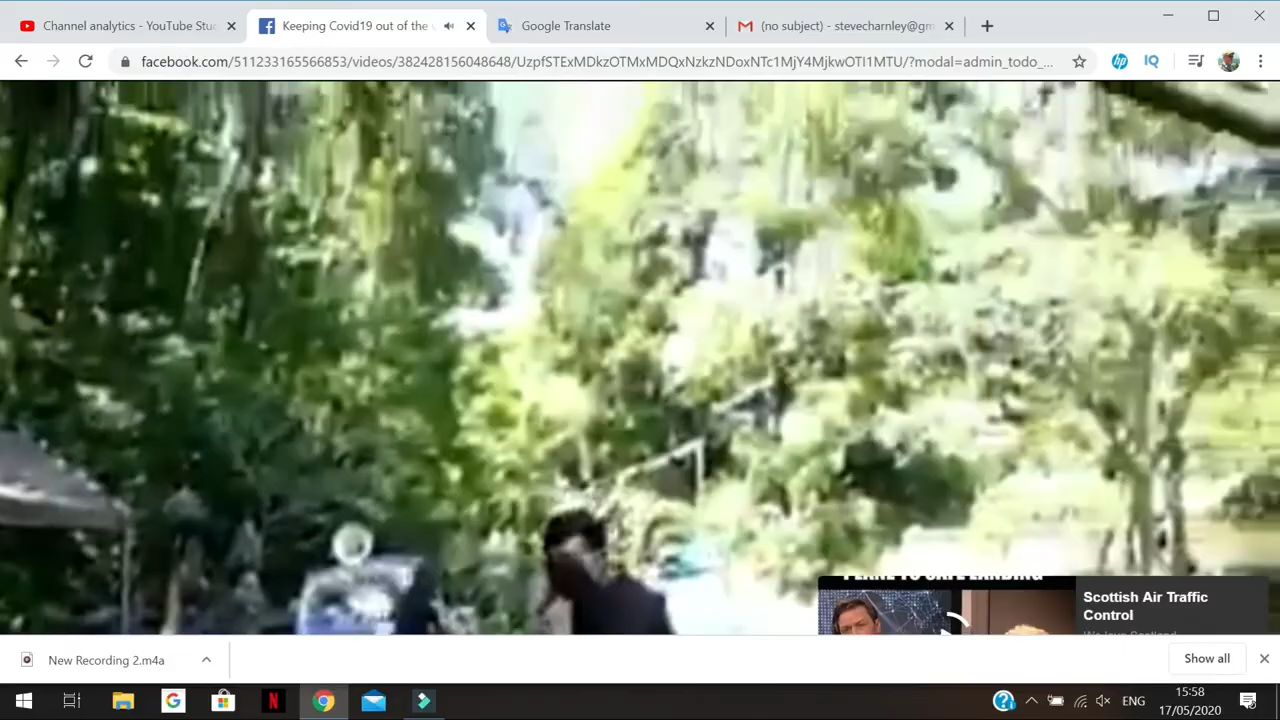 Channel analytics - YouTube Stu
Keeping Covid19 out of the
Google Translate
(no subject) - stevecharnley@gm
facebook.com/511233165566853/videos/382428126048698/UzpfSTExMDkzOTMxMDQxNzkzNDoxNTc1MjY4MjkwOTI1MTU/?modal=admin_todo_...
IQ
Scottish Air Traffic
Control
New Recording 2.m4a
Show all
ENG
15:58
17/05/2020